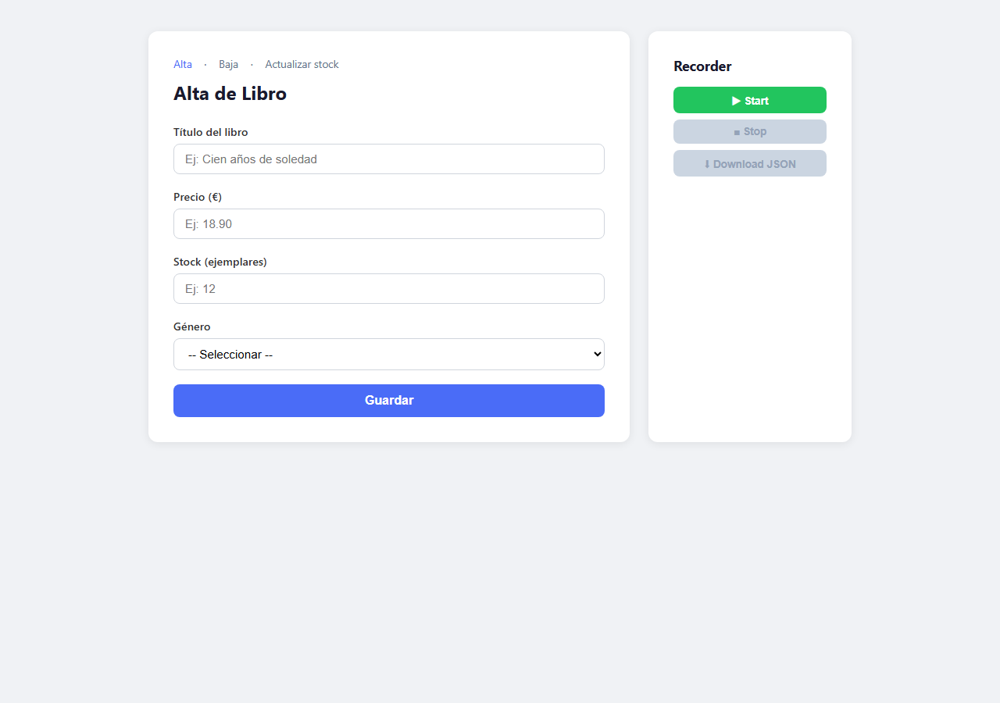 Alta · Baja · Actualizar stock
Alta de Libro
Título del libro
Ej: Cien años de soledad
Precio (€)
Ej: 18.90
Stock (ejemplares)
Ej: 12
Género
-- Seleccionar --
Guardar
Recorder
▶ Start
■ Stop
⬇ Download JSON